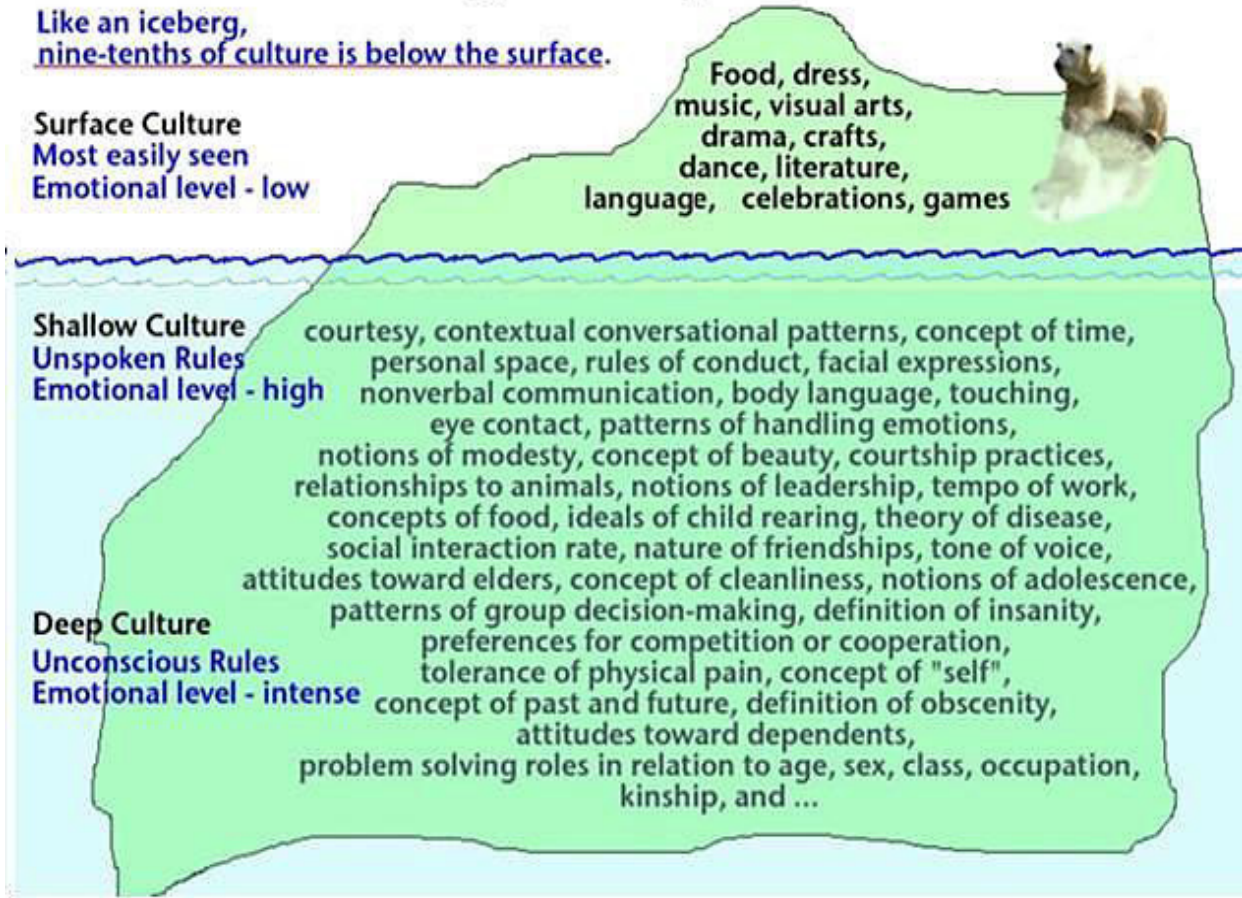 Like an iceberg,
nine-tenths of culture is below the surface.
Surface Culture
Most easily seen
Emotional level - low
Food, dress,
music, visual arts,
drama, crafts,
dance, literature,
language, celebrations, games
Shallow Culture
Unspoken Rules
Emotional level - high
courtesy, contextual conversational patterns, concept of time,
personal space, rules of conduct, facial expressions,
nonverbal communication, body language, touching,
eye contact, patterns of handling emotions,
notions of modesty, concept of beauty, courtship practices,
relationships to animals, notions of leadership, tempo of work,
concepts of food, ideals of child rearing, theory of disease,
social interaction rate, nature of friendships, tone of voice,
attitudes toward elders, concept of cleanliness, notions of adolescence,
patterns of group decision-making, definition of insanity,
preferences for competition or cooperation,
tolerance of physical pain, concept of "self",
concept of past and future, definition of obscenity,
attitudes toward dependents,
problem solving roles in relation to age, sex, class, occupation,
kinship, and ...
Deep Culture
Unconscious Rules
Emotional level - intense